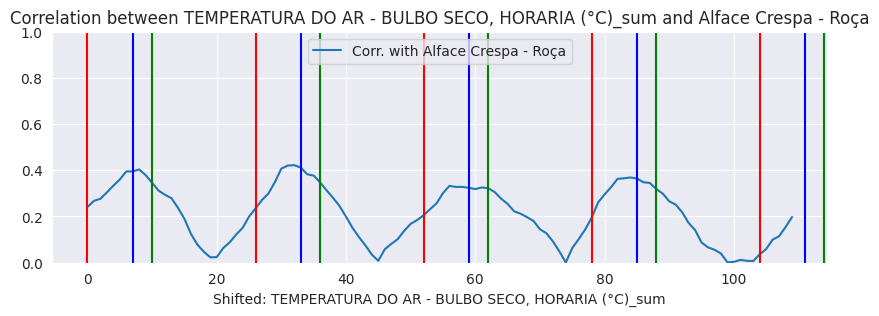 Correlation between TEMPERATURA DO AR - BULBO SECO, HORARIA (°C)_sum and Alface Crespa - Roça
1.0
Corr. with Alface Crespa - Roça
0.8
0.6
0.4
0.2
0.0
0 20 40 60 80 100
Shifted: TEMPERATURA DO AR - BULBO SECO, HORARIA (°C)_sum